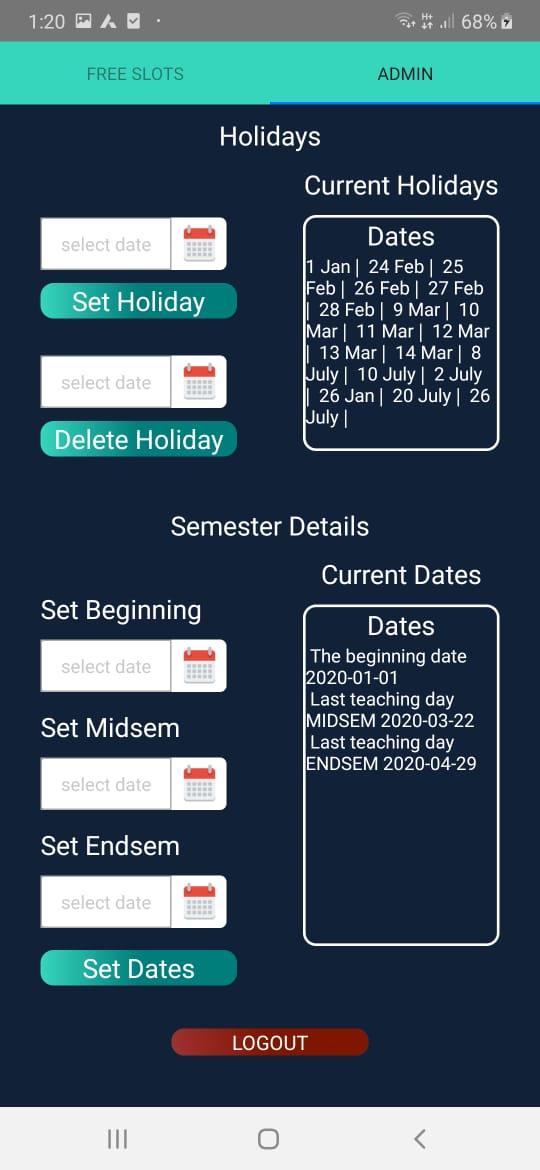 1:20
68%
FREE SLOTS
ADMIN
Holidays
Current Holidays
select date
Set Holiday
select date
Delete Holiday
Dates
1 Jan | 24 Feb | 25
Feb | 26 Feb | 27 Feb
| 28 Feb | 9 Mar | 10
Mar | 11 Mar | 12 Mar
| 13 Mar | 14 Mar | 8
July | 10 July | 2 July
| 26 Jan | 20 July | 26
July |
Semester Details
Current Dates
Set Beginning
select date
Set Midsem
select date
Set Endsem
select date
Set Dates
Dates
The beginning date
2020-01-01
Last teaching day
MIDSEM 2020-03-22
Last teaching day
ENDSEM 2020-04-29
LOGOUT